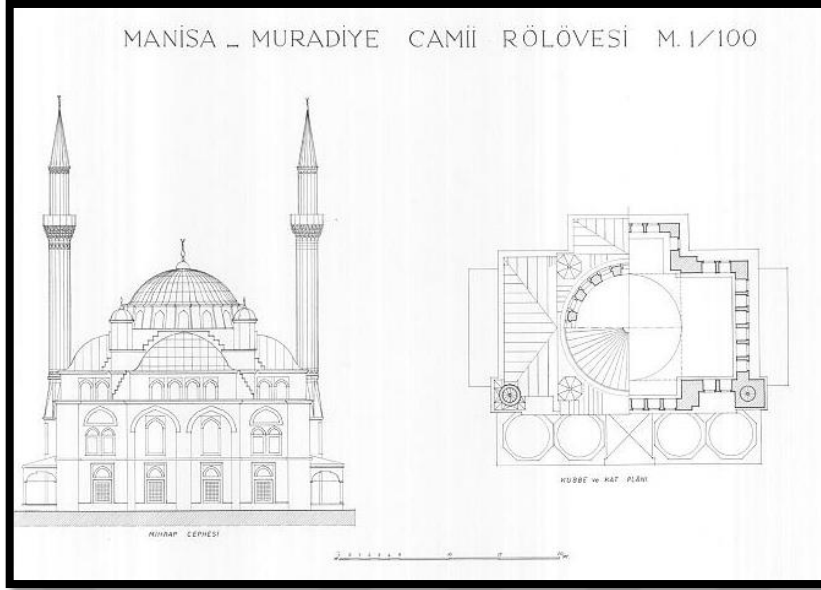 MANİSA _ MURADİYE CAMİİ RÖLÖVESİ M. 1/100
MİHRAP CEPHESİ
KUBBE ve KAT PLÂNI